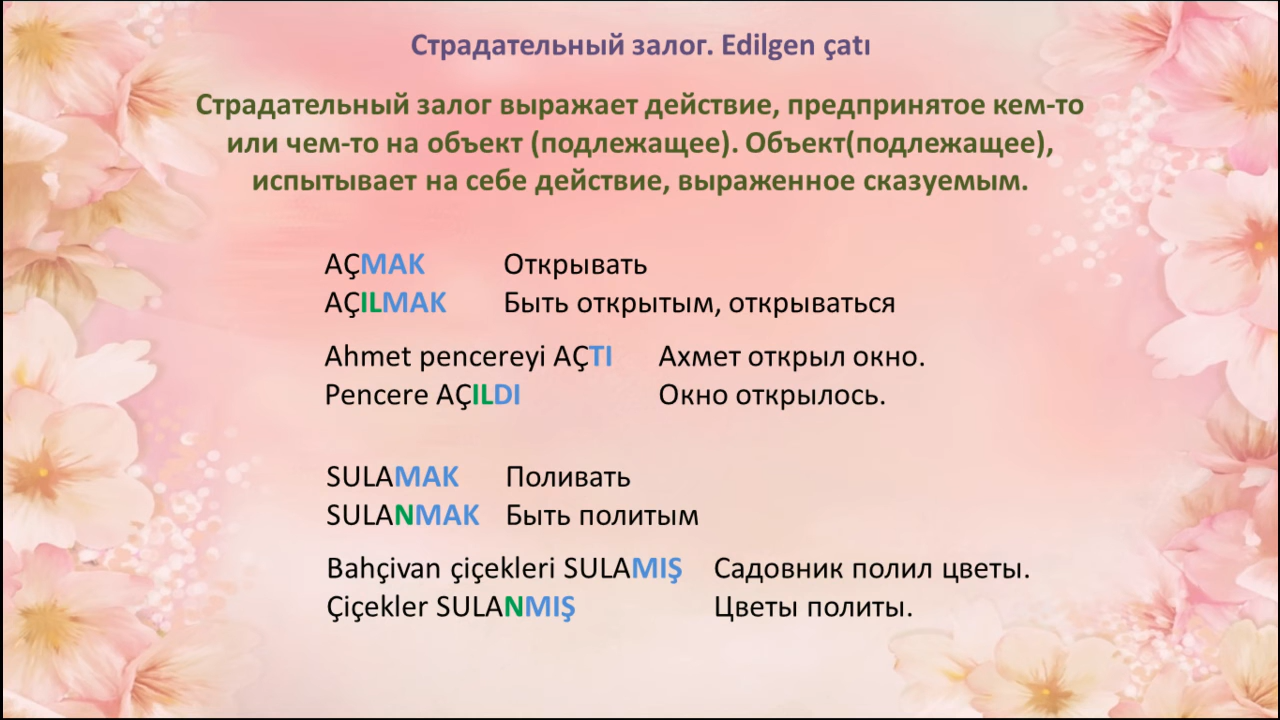 Страдательный залог. Edilgen çatı
Страдательный залог выражает действие, предпринятое кем-то
или чем-то на объект (подлежащее). Объект(подлежащее),
испытывает на себе действие, выраженное сказуемым.
AÇMAK Открывать
AÇILMAK Быть открытым, открываться
Ahmet pencereyi AÇTI Ахмет открыл окно.
Pencere AÇILDI Окно открылось.
SULAMAK Поливать
SULANMAK Быть политым
Bahçivan çiçekleri SULAMIŞ Садовник полил цветы.
Çiçekler SULANMIŞ Цветы политы.